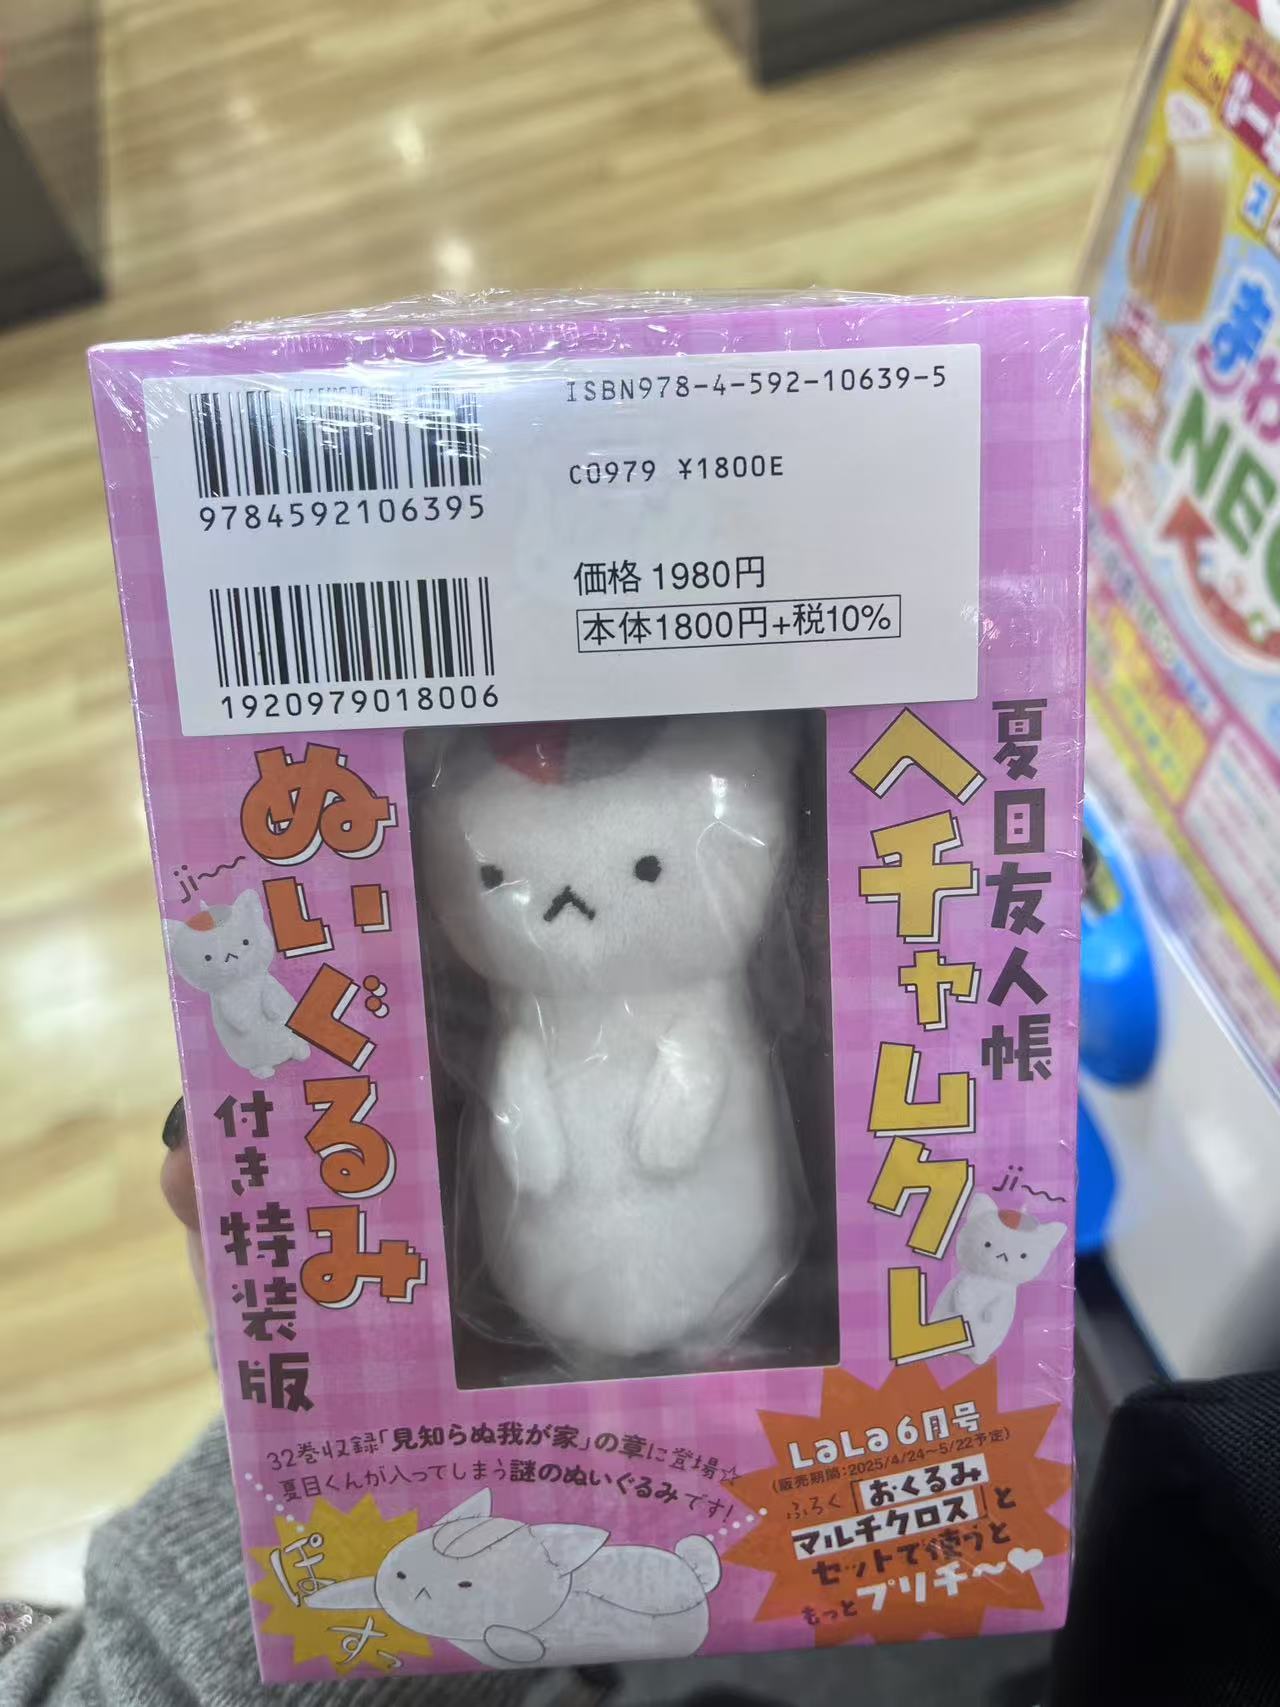 ISBN978-4-592-10639-5
9784592106395
C0979 ¥1800E
価格 1980円
本体1800円+税10%
1920979018006
夏目友人帳
ヘチャムクレ
ぬいぐるみ
付き特装版
ji〜
ji〜
32巻収録「見知らぬ我が家」の章に登場☆
夏目くんが入ってしまう謎のぬいぐるみです!
ぽ
す、
LaLa6月号
(販売期間:2025/4/24〜5/22予定)
ふろく「おくるみ
マルチクロス」と
セットで使うと
もっとプリチ〜♥
NEO